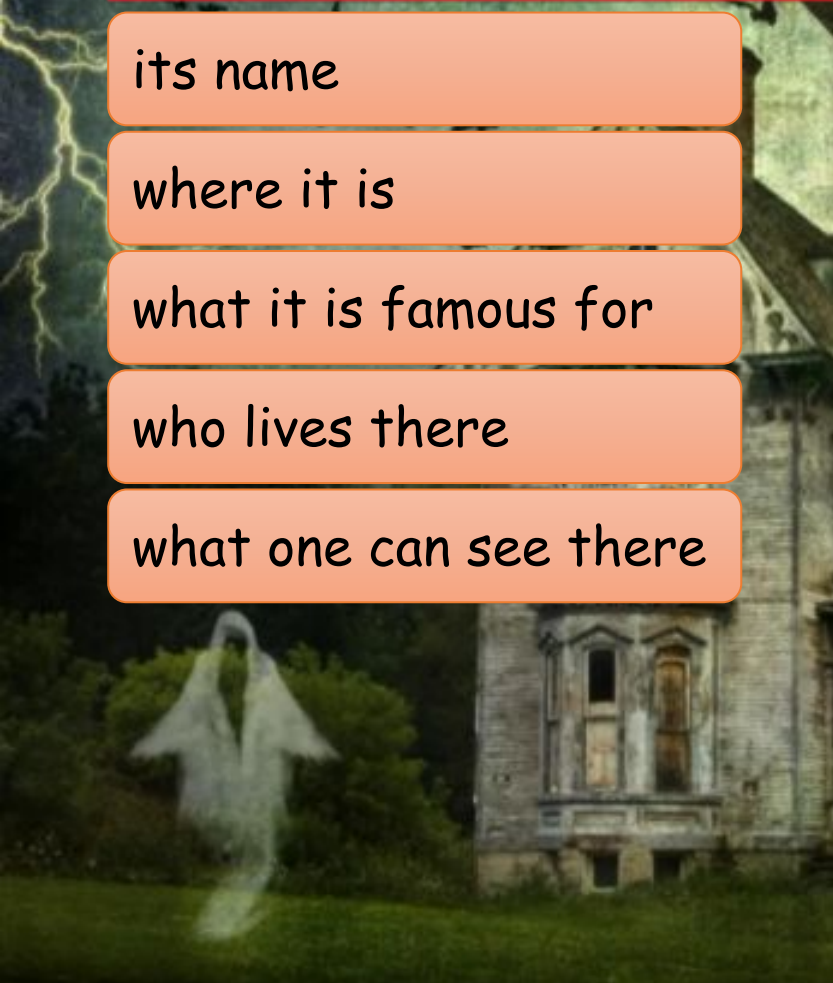 its name
where it is
what it is famous for
who lives there
what one can see there